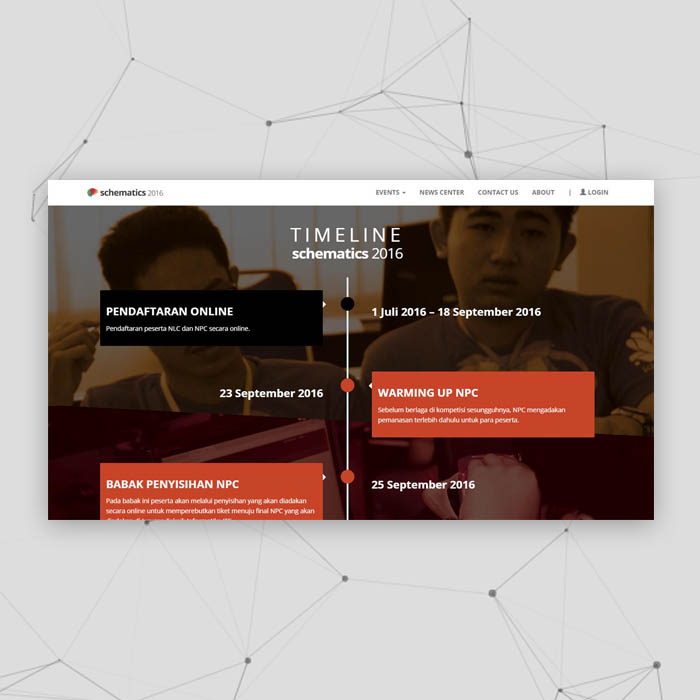 schematics 2016
EVENTS
NEWS CENTER
CONTACT US
ABOUT
|
LOGIN
TIMELINE
schematics 2016
PENDAFTARAN ONLINE
Pendaftaran peserta NLC dan NPC secara online.
1 Juli 2016 – 18 September 2016
23 September 2016
WARMING UP NPC
Sebelum berlaga di kompetisi sesungguhnya, NPC mengadakan
pemanasan terlebih dahulu untuk para peserta.
BABAK PENYISIHAN NPC
Pada babak ini peserta akan melalui penyisihan yang akan diadakan
secara online untuk memperebutkan tiket menuju final NPC yang akan
25 September 2016